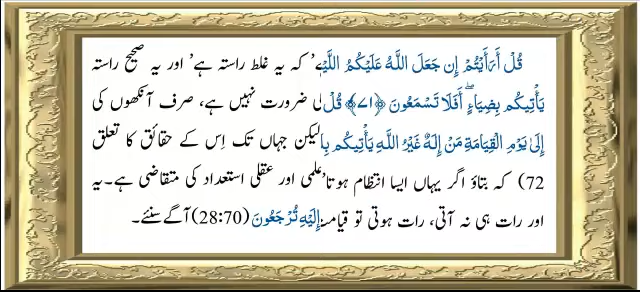 قُلْ أَرَأَيْتُمْ إِن جَعَلَ اللَّهُ عَلَيْكُمُ اللَّيْ' کہ یہ غلط راستہ ہے' اور یہ صحیح راستہ
يَأْتِيكُم بِضِيَاءٍ ۖ أَفَلَا تَسْمَعُونَ ﴿٧١﴾ قُلْ لی ضرورت نہیں ہے، صرف آنکھوں کی
إِلَىٰ يَوْمِ الْقِيَامَةِ مَنْ إِلَٰهٌ غَيْرُ اللَّهِ يَأْتِيكُم بِا لیکن جہاں تک اِس کے حقائق کا تعلق
72) کہ بتاؤ اگر یہاں ایسا انتظام ہوتا' علمی اور عقلی استعداد کی متقاضی ہے۔ یہ
اور رات ہی نہ آتی، رات ہوتی تو قیامت إِلَيْهِ تُرْجَعُونَ (28:70) آگے سنئے۔